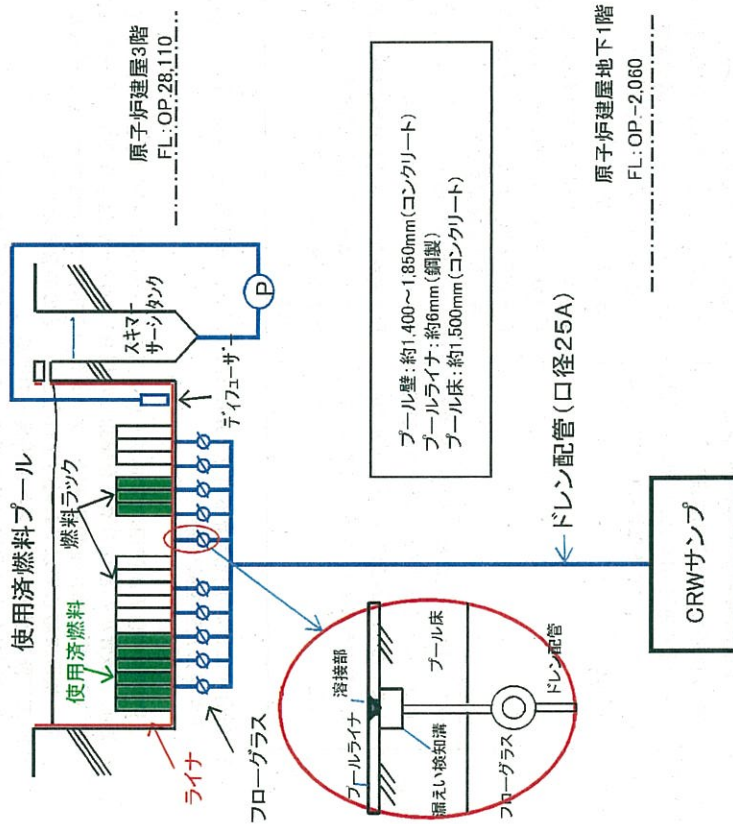 使用済燃料プール
使用済燃料
燃料ラック
スキマー
サージタンク
P
ディフューザー
ライナ
フローグラス
原子炉建屋3階
FL:OP.28,110
プール壁:約1,400~1,850mm(コンクリート)
プールライナ:約6mm(鋼製)
プール床:約1,500mm(コンクリート)
プールライナ
溶接部
漏えい検知溝
プール床
フローグラス
ドレン配管
ドレン配管(口径25A)
原子炉建屋地下1階
FL:OP.-2,060
CRWサンプ